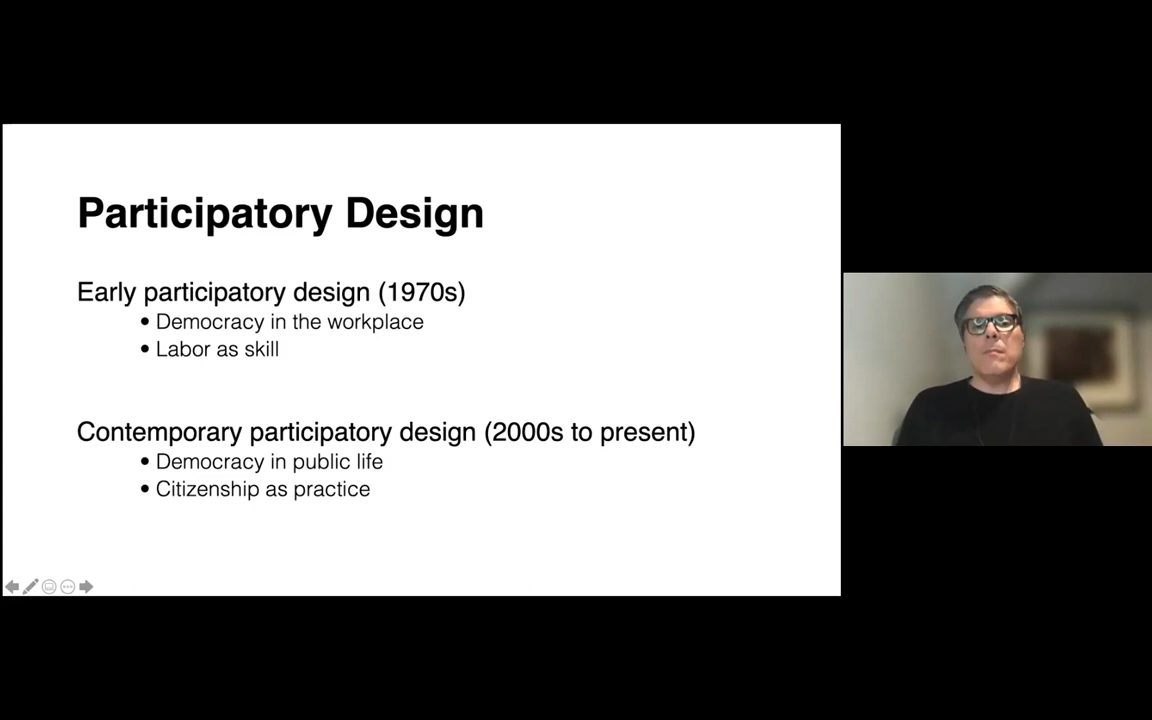 Participatory Design
Early participatory design (1970s)
• Democracy in the workplace
• Labor as skill
Contemporary participatory design (2000s to present)
• Democracy in public life
• Citizenship as practice